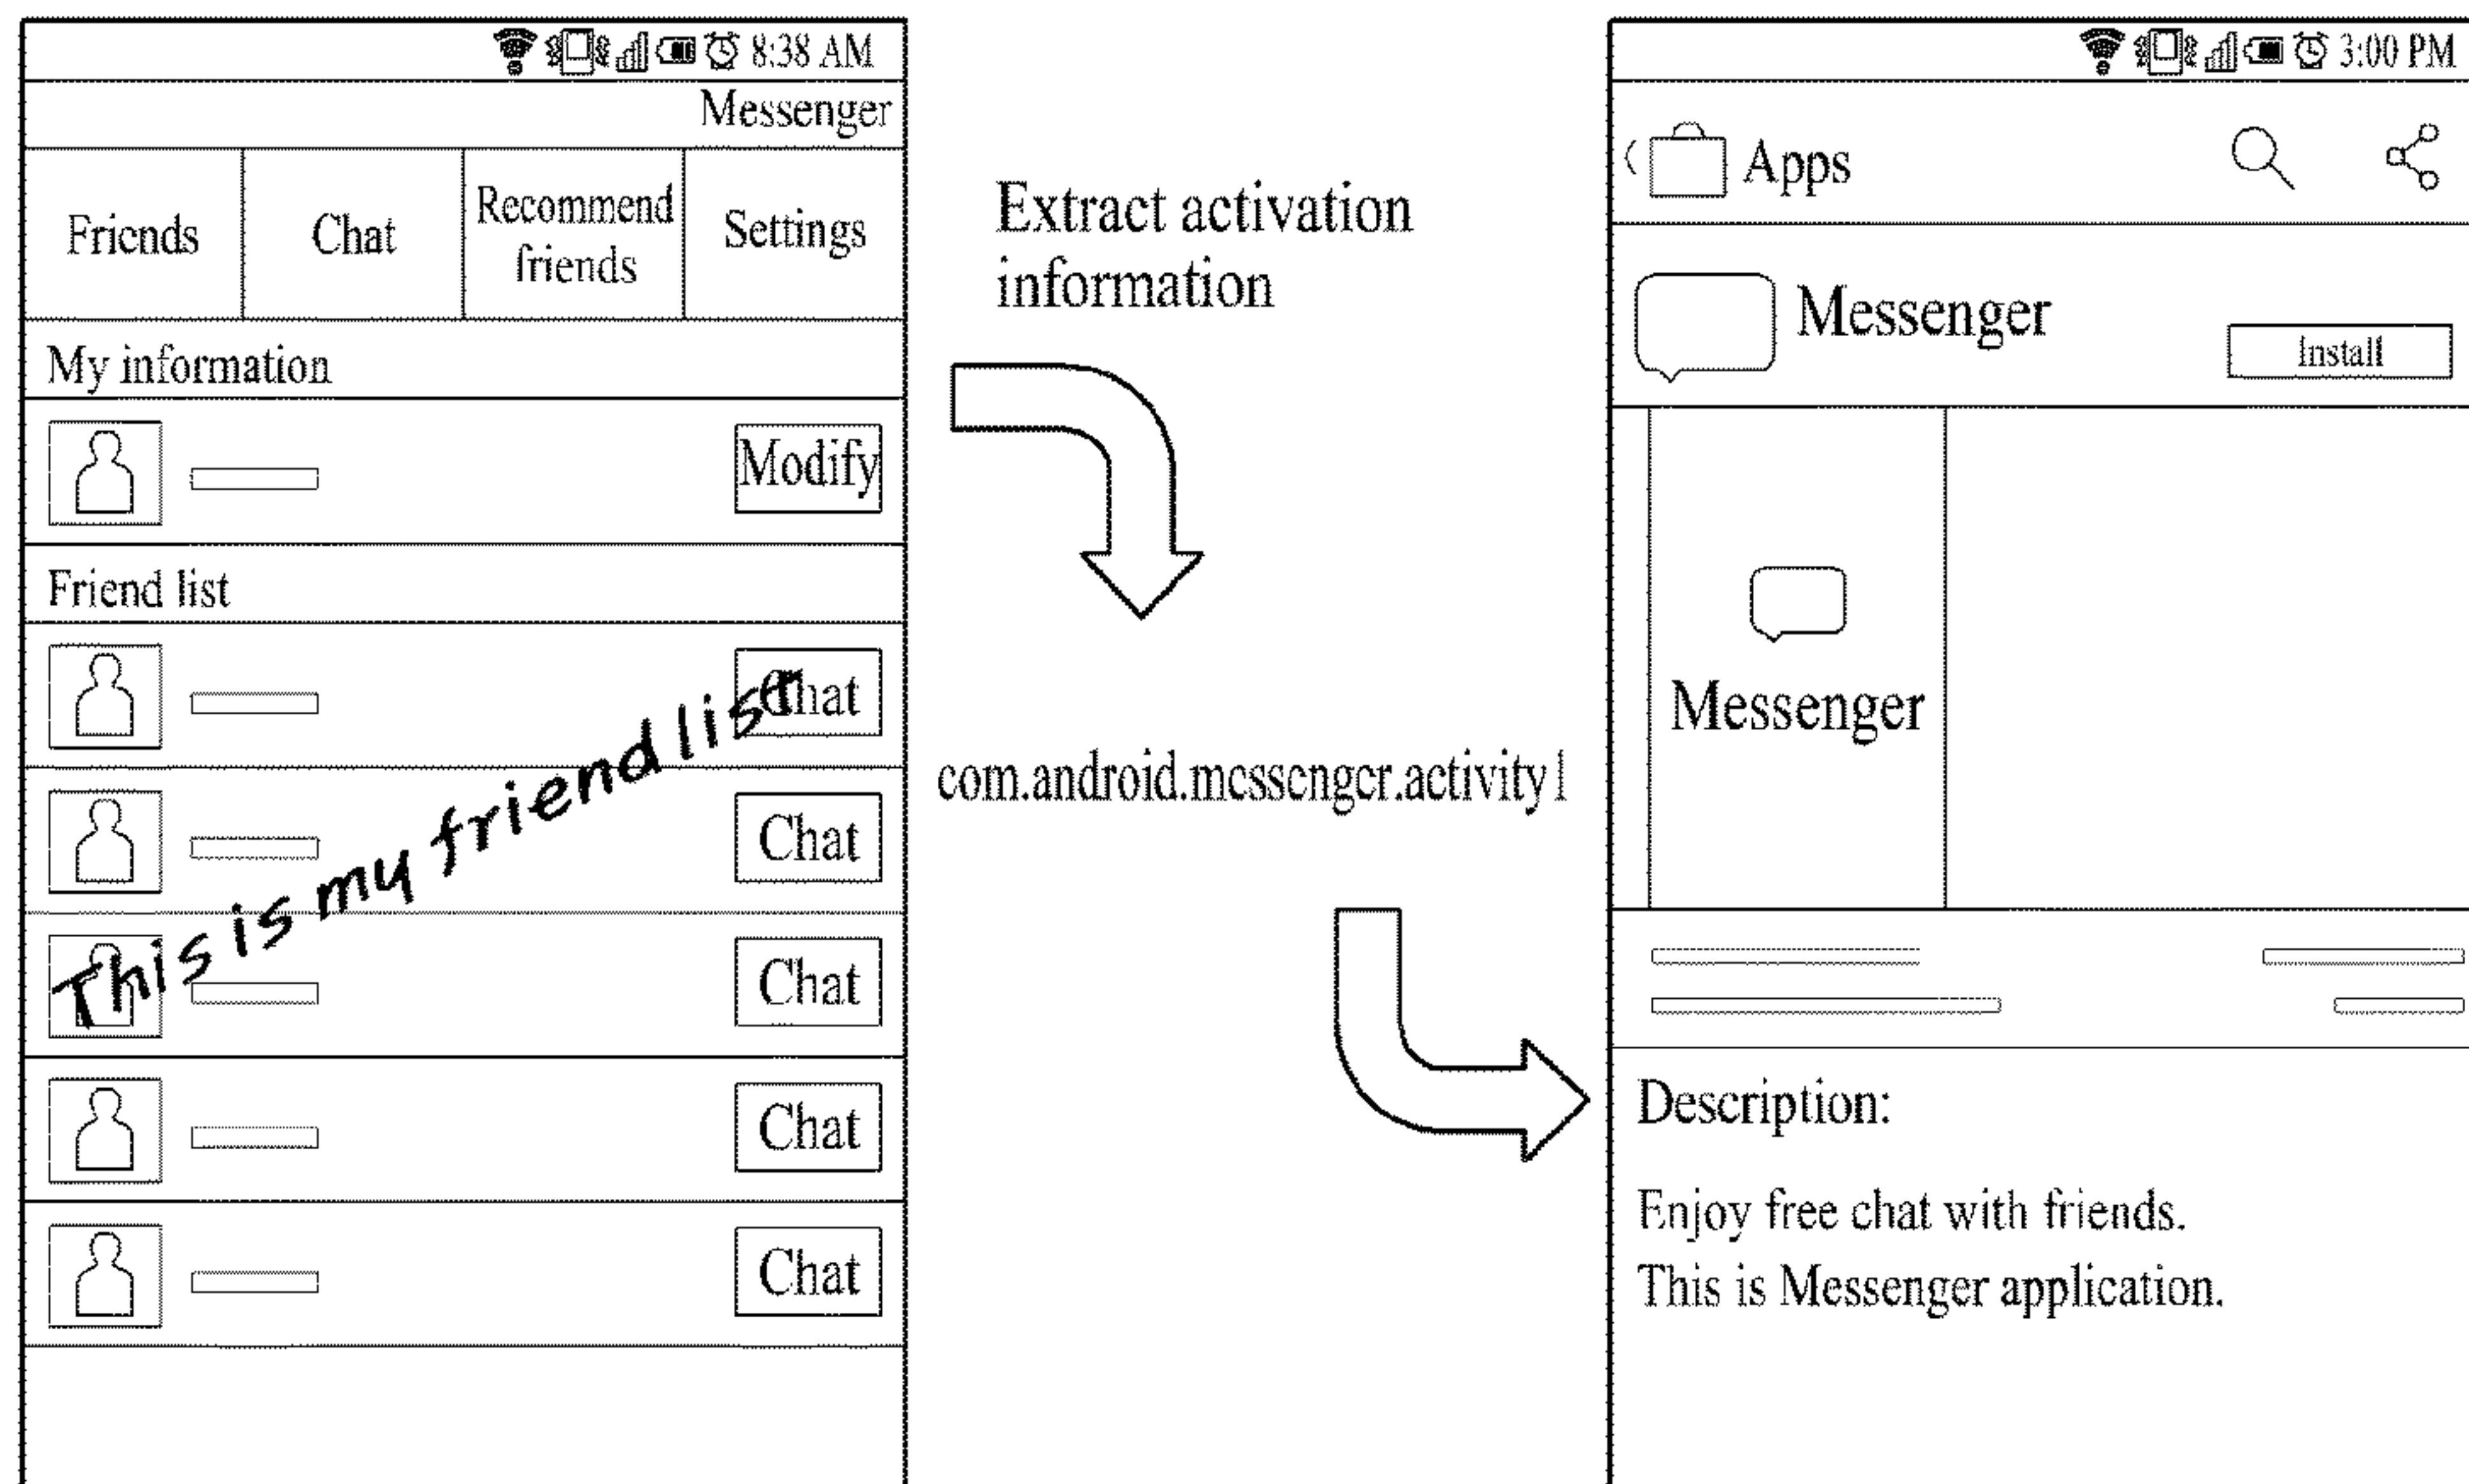 8:38 AM
Messenger
Friends
Chat
Recommend
friends
Settings
My information
Modify
Friend list
Chat
Chat
Chat
Chat
Chat
This is my friend list
Extract activation
information
com.android.messenger.activity1
3:00 PM
Apps
Messenger
Install
Messenger
Description:
Enjoy free chat with friends.
This is Messenger application.